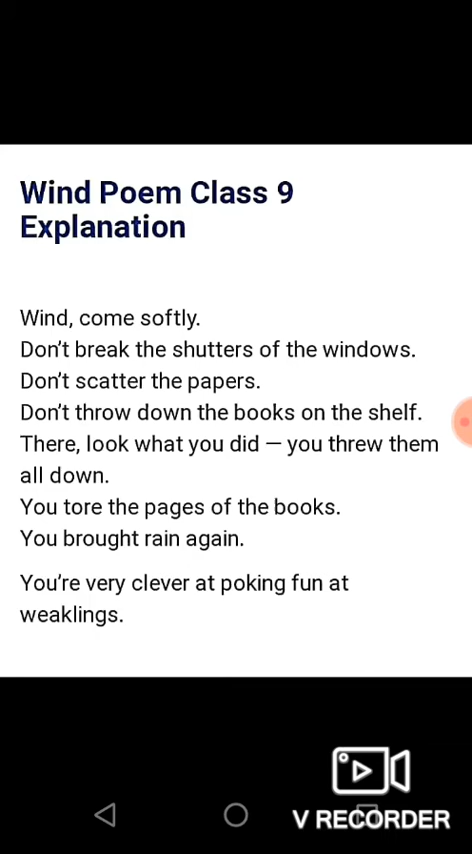 Wind Poem Class 9
Explanation
Wind, come softly.
Don't break the shutters of the windows.
Don't scatter the papers.
Don't throw down the books on the shelf.
There, look what you did — you threw them
all down.
You tore the pages of the books.
You brought rain again.
You're very clever at poking fun at
weaklings.
V RECORDER